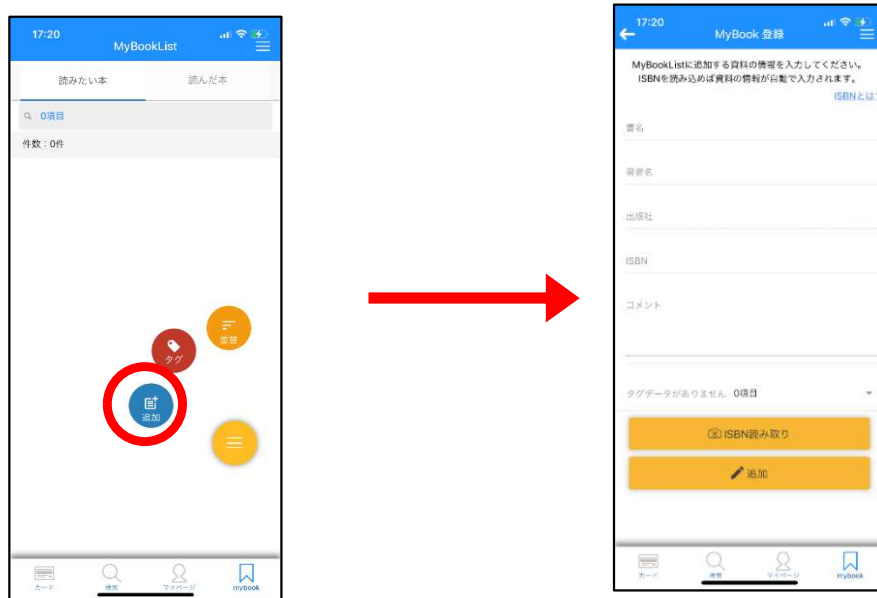 17:20
MyBookList
読みたい本
読んだ本
0項目
件数：0件
並替
タグ
追加
カード
検索
マイページ
mybook
17:20
MyBook 登録
MyBookListに追加する資料の情報を入力してください。
ISBNを読み込めば資料の情報が自動で入力されます。
ISBNとは?
書名
著者名
出版社
ISBN
コメント
タグデータがありません 0項目
ISBN読み取り
追加
カード
検索
マイページ
mybook